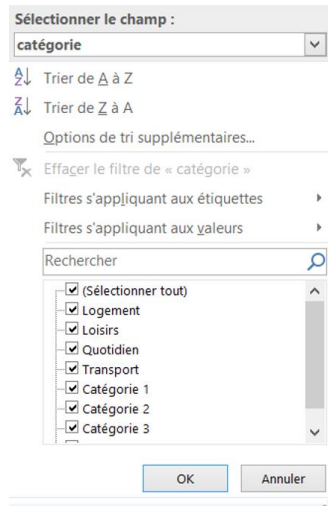 Sélectionner le champ :
catégorie
Trier de A à Z
Trier de Z à A
Options de tri supplémentaires...
Effacer le filtre de « catégorie »
Filtres s'appliquant aux étiquettes
Filtres s'appliquant aux valeurs
Rechercher
(Sélectionner tout)
Logement
Loisirs
Quotidien
Transport
Catégorie 1
Catégorie 2
Catégorie 3
OK Annuler